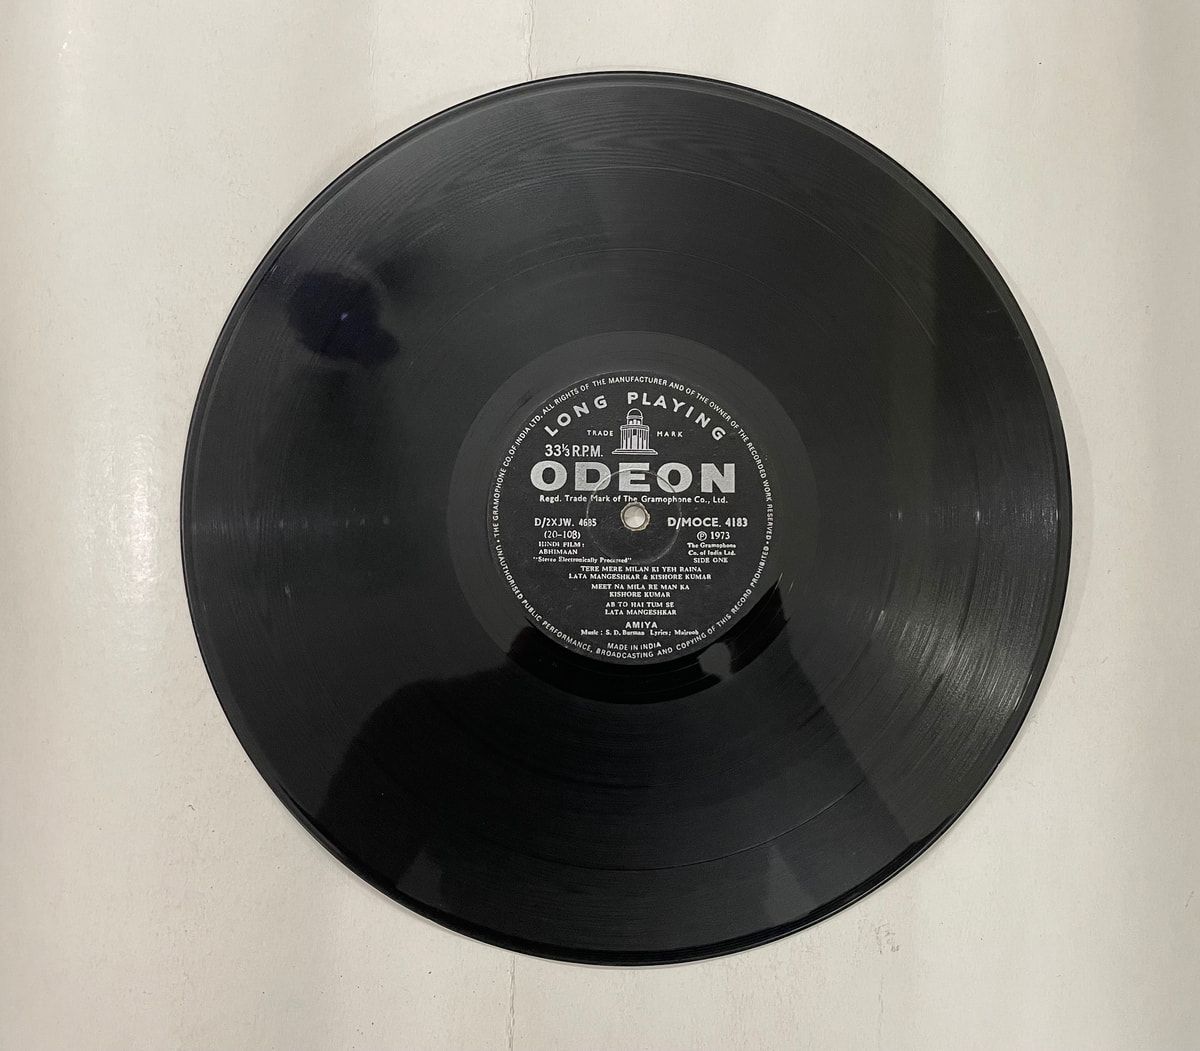 THE GRAMOPHONE CO. OF INDIA LTD. ALL RIGHTS OF THE MANUFACTURER AND OF THE OWNER OF THE RECORDED WORK RESERVED • UNAUTHORISED PUBLIC PERFORMANCE, BROADCASTING AND COPYING OF THIS RECORD PROHIBITED •
LONG PLAYING
TRADE MARK
33⅓ R.P.M.
ODEON
Regd. Trade Mark of The Gramophone Co., Ltd.
D/2XJW. 4685 D/MOCE. 4183
(20-108) ℗ 1973
HINDI FILM : The Gramophone
ABHIMAAN Co. of India Ltd.
"Stereo Electronically Processed" SIDE ONE
TERE MERE MILAN KI YEH RAINA
LATA MANGESHKAR & KISHORE KUMAR
MEET NA MILA RE MAN KA
KISHORE KUMAR
AB TO HAI TUM SE
LATA MANGESHKAR
AMIYA
Music : S. D. Burman Lyrics : Majrooh
MADE IN INDIA